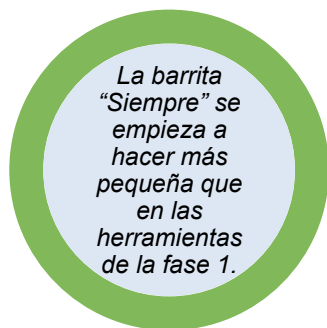 La barrita
“Siempre” se
empieza a
hacer más
pequeña que
en las
herramientas
de la fase 1.